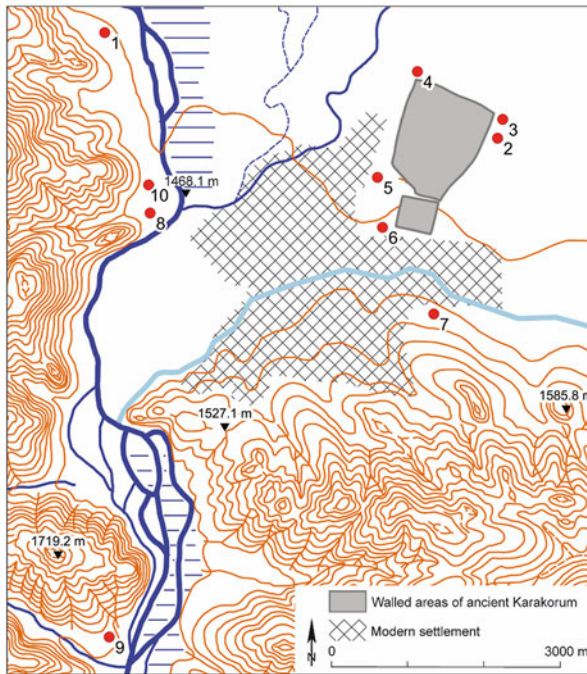 1
4
3
2
5
10
1468.1 m
8
6
7
1527.1 m
1585.8 m
1719.2 m
9
Walled areas of ancient Karakorum
Modern settlement
N
0 3000 m